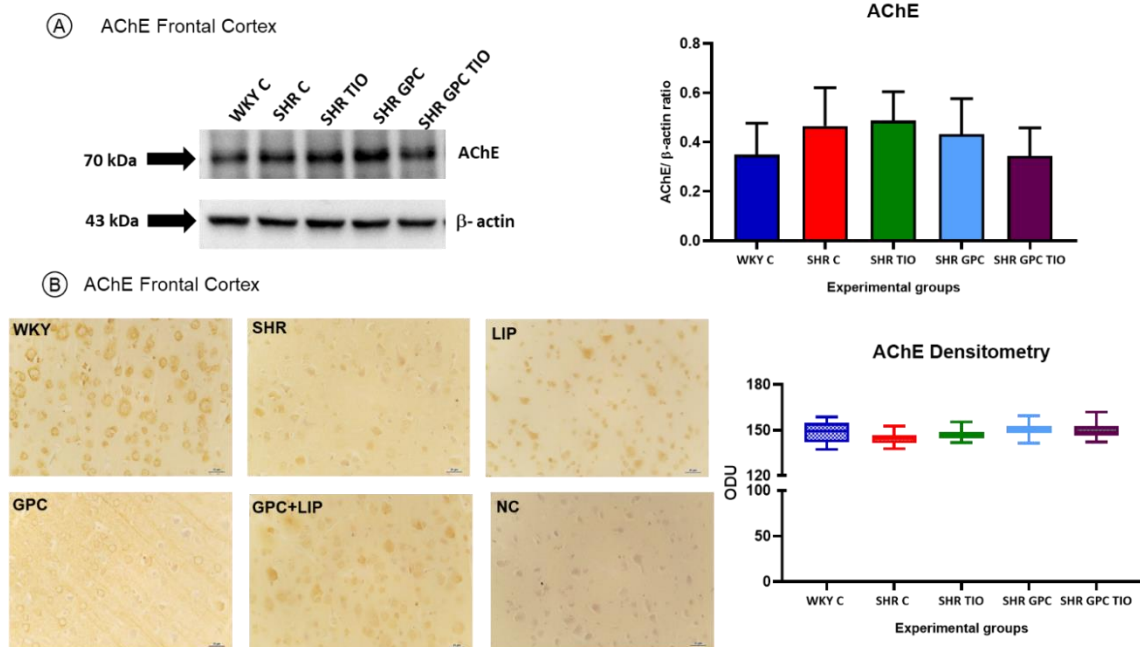 A AChE Frontal Cortex
WKY C
SHR C
SHR TIO
SHR GPC
SHR GPC TIO
70 kDa
AChE
43 kDa
β- actin
AChE
0.8
0.6
0.4
0.2
0.0
AChE/ β-actin ratio
WKY C SHR C SHR TIO SHR GPC SHR GPC TIO
Experimental groups
B AChE Frontal Cortex
WKY
SHR
LIP
GPC
GPC+LIP
NC
AChE Densitometry
180
150
120
100
50
0
ODU
WKY C SHR C SHR TIO SHR GPC SHR GPC TIO
Experimental groups